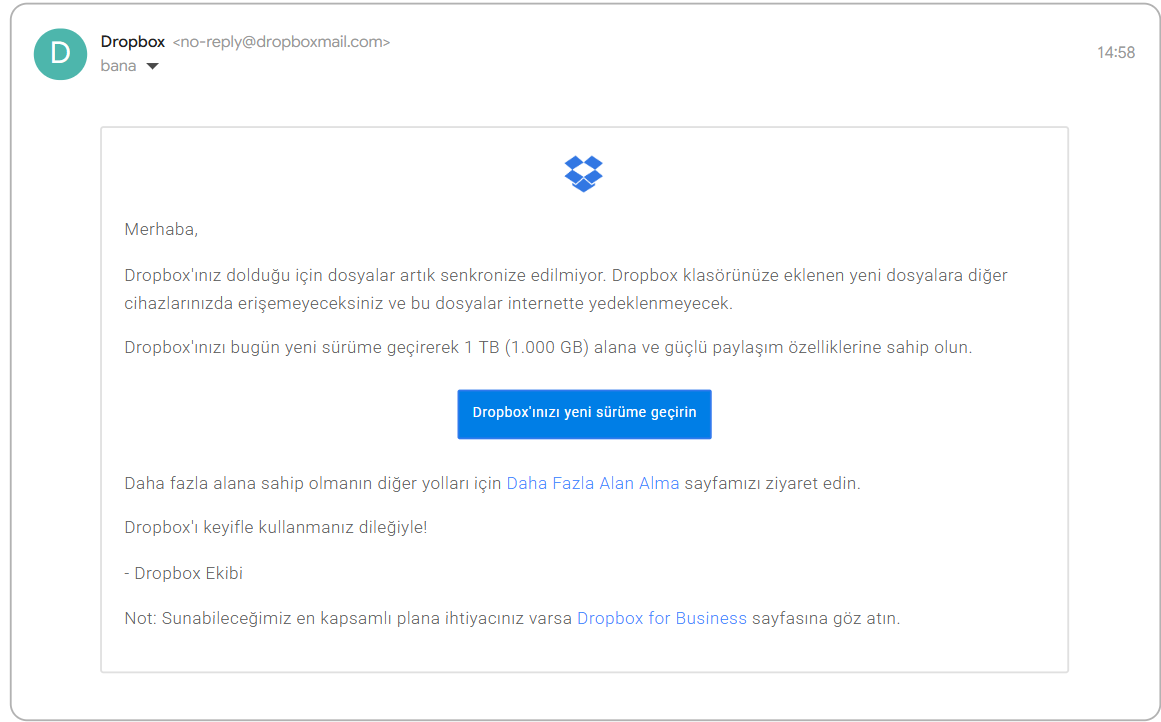 D
Dropbox <no-reply@dropboxmail.com>
14:58
bana
Merhaba,
Dropbox'ınız dolduğu için dosyalar artık senkronize edilmiyor. Dropbox klasörünüze eklenen yeni dosyalara diğer
cihazlarınızda erişemeyeceksiniz ve bu dosyalar internette yedeklenmeyecek.
Dropbox'ınızı bugün yeni sürüme geçirerek 1 TB (1.000 GB) alana ve güçlü paylaşım özelliklerine sahip olun.
Dropbox'ınızı yeni sürüme geçirin
Daha fazla alana sahip olmanın diğer yolları için Daha Fazla Alan Alma sayfamızı ziyaret edin.
Dropbox'ı keyifle kullanmanız dileğiyle!
- Dropbox Ekibi
Not: Sunabileceğimiz en kapsamlı plana ihtiyacınız varsa Dropbox for Business sayfasına göz atın.